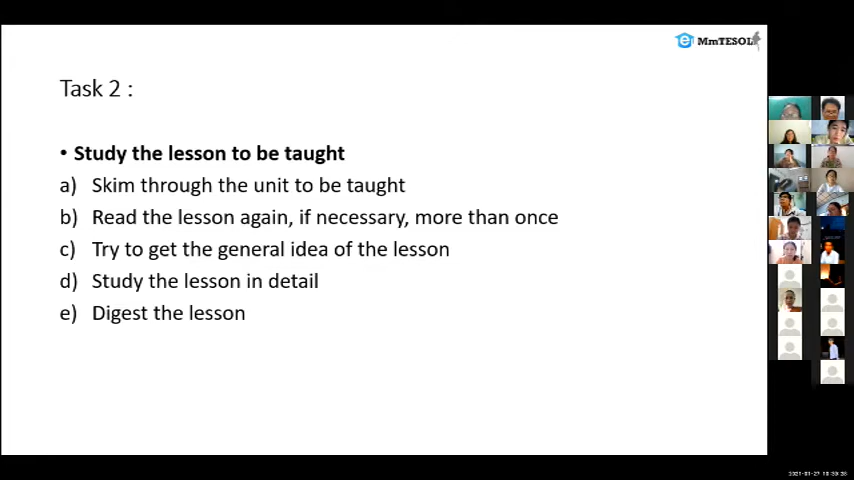 e MmTESOL
Task 2 :
• Study the lesson to be taught
a) Skim through the unit to be taught
b) Read the lesson again, if necessary, more than once
c) Try to get the general idea of the lesson
d) Study the lesson in detail
e) Digest the lesson